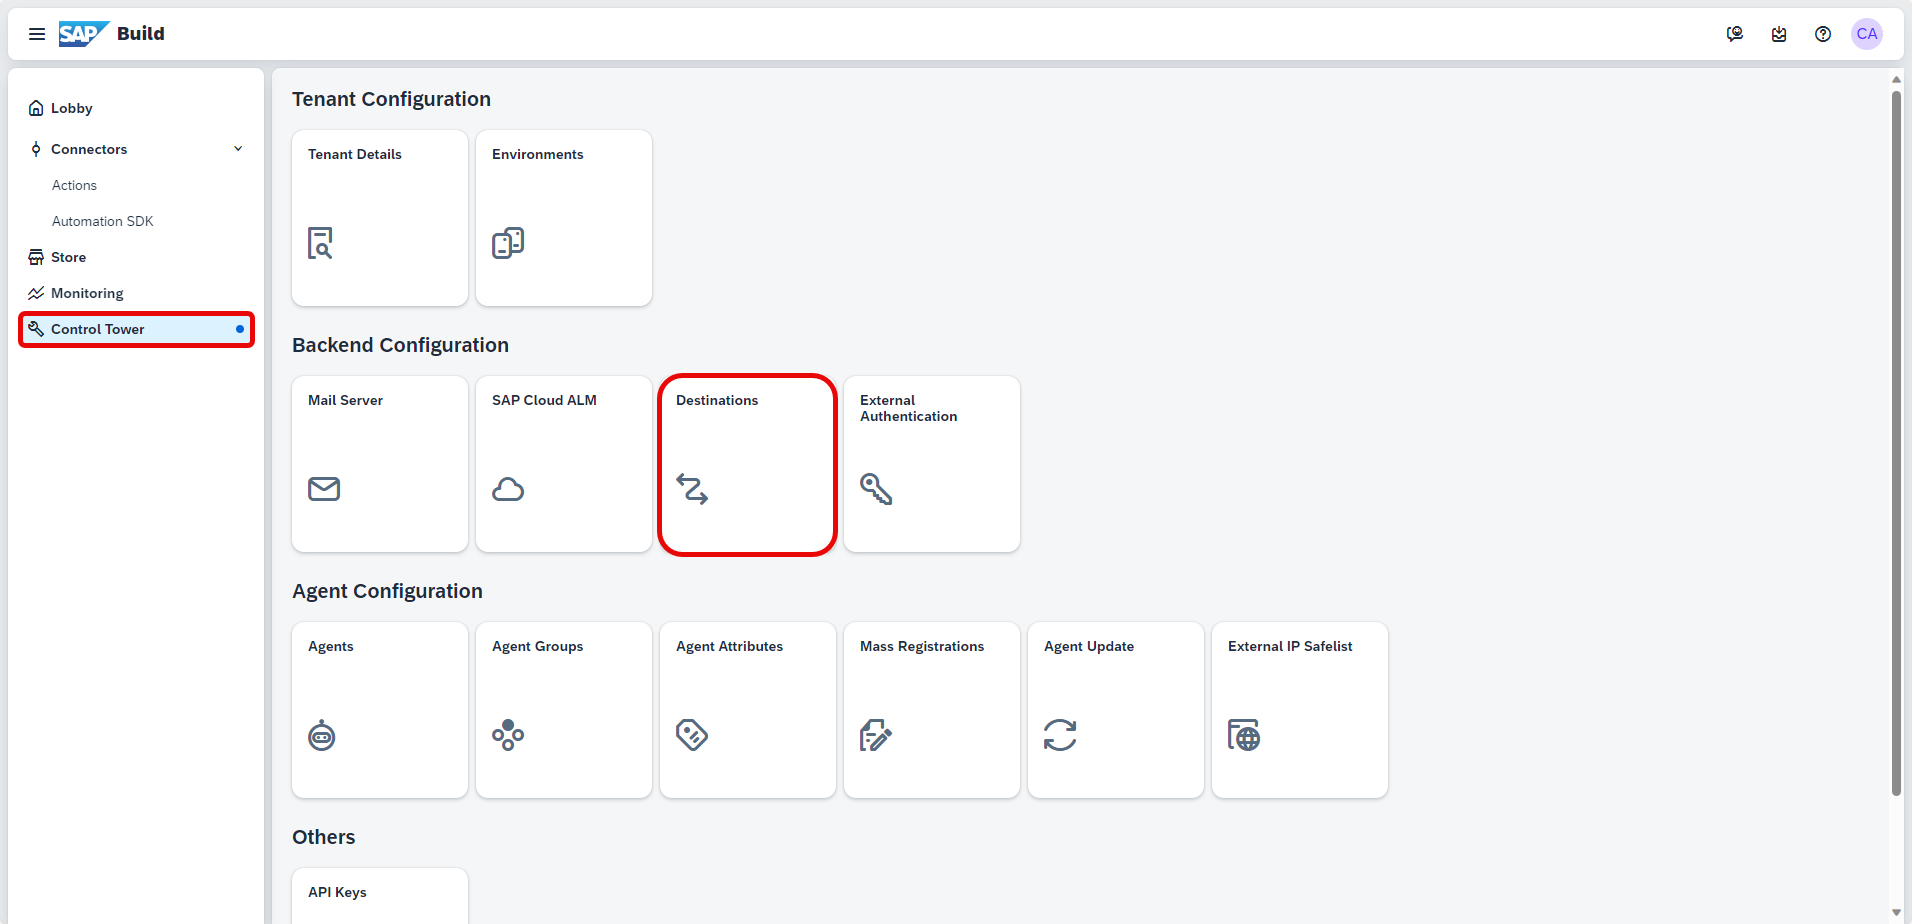 SAP Build
CA
Lobby
Connectors
Actions
Automation SDK
Store
Monitoring
Control Tower
Tenant Configuration
Tenant Details
Environments
Backend Configuration
Mail Server
SAP Cloud ALM
Destinations
External
Authentication
Agent Configuration
Agents
Agent Groups
Agent Attributes
Mass Registrations
Agent Update
External IP Safelist
Others
API Keys